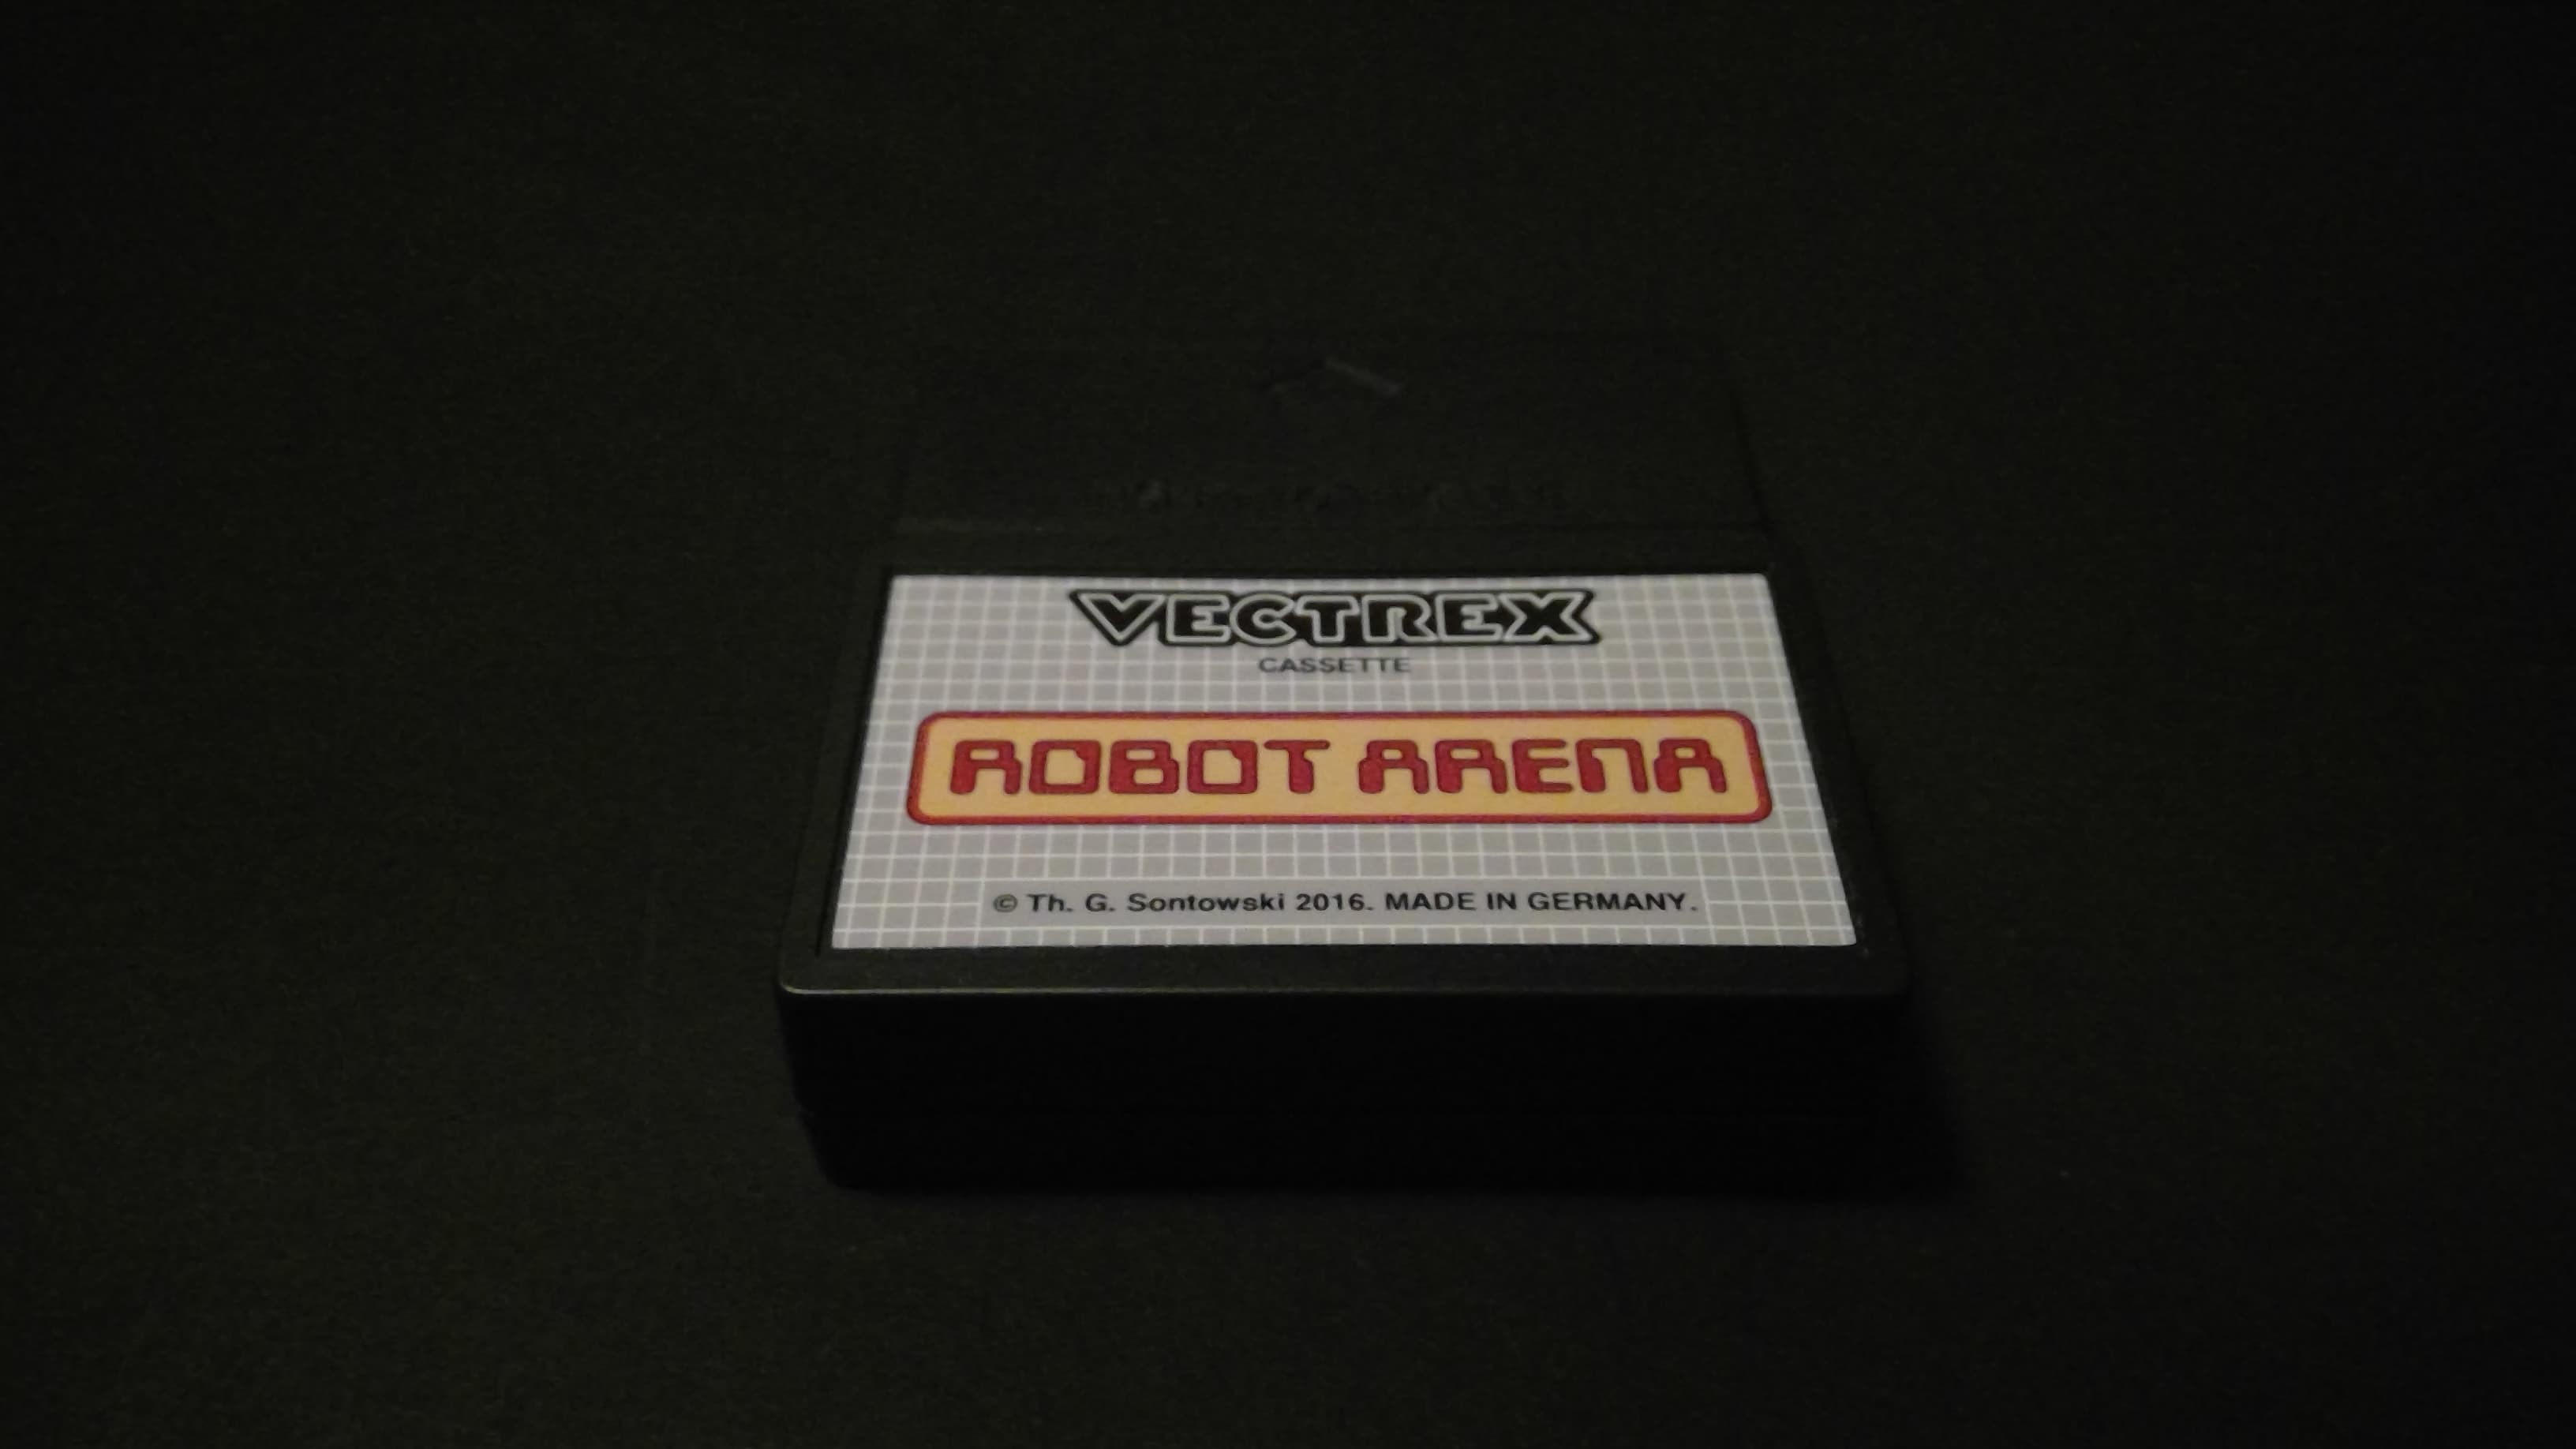 VECTREX
CASSETTE
ROBOT ARENA
© Th. G. Sontowski 2016. MADE IN GERMANY.